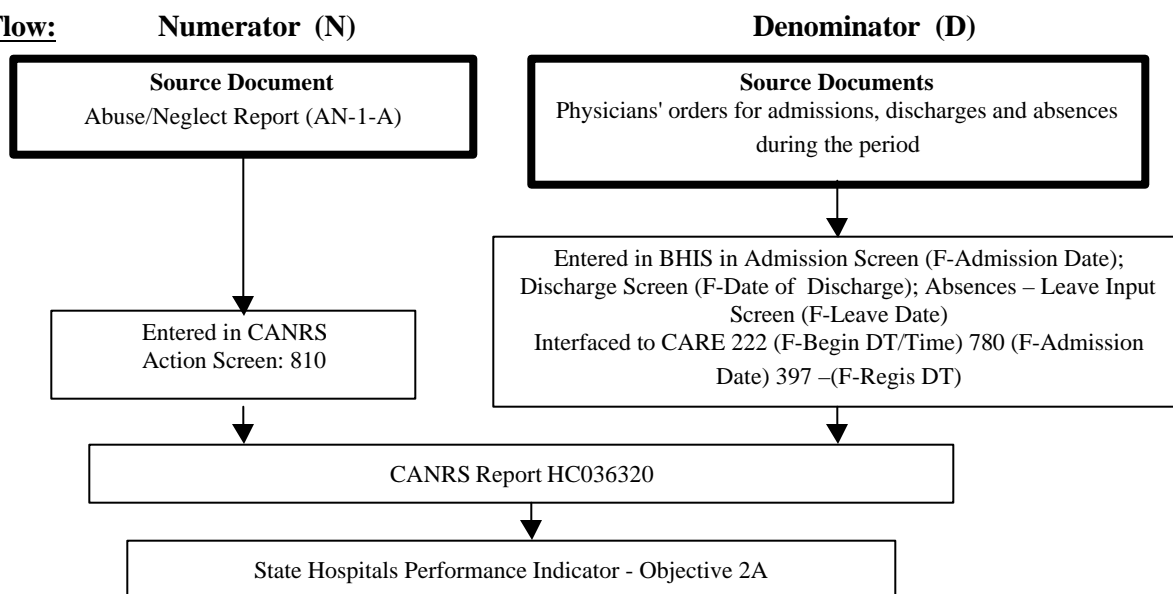 Flow: Numerator (N) Denominator (D)
Source Document
Abuse/Neglect Report (AN-1-A)
Source Documents
Physicians' orders for admissions, discharges and absences
during the period
Entered in CANRS
Action Screen: 810
Entered in BHIS in Admission Screen (F-Admission Date);
Discharge Screen (F-Date of Discharge); Absences – Leave Input
Screen (F-Leave Date)
Interfaced to CARE 222 (F-Begin DT/Time) 780 (F-Admission
Date) 397 –(F-Regis DT)
CANRS Report HC036320
State Hospitals Performance Indicator - Objective 2A